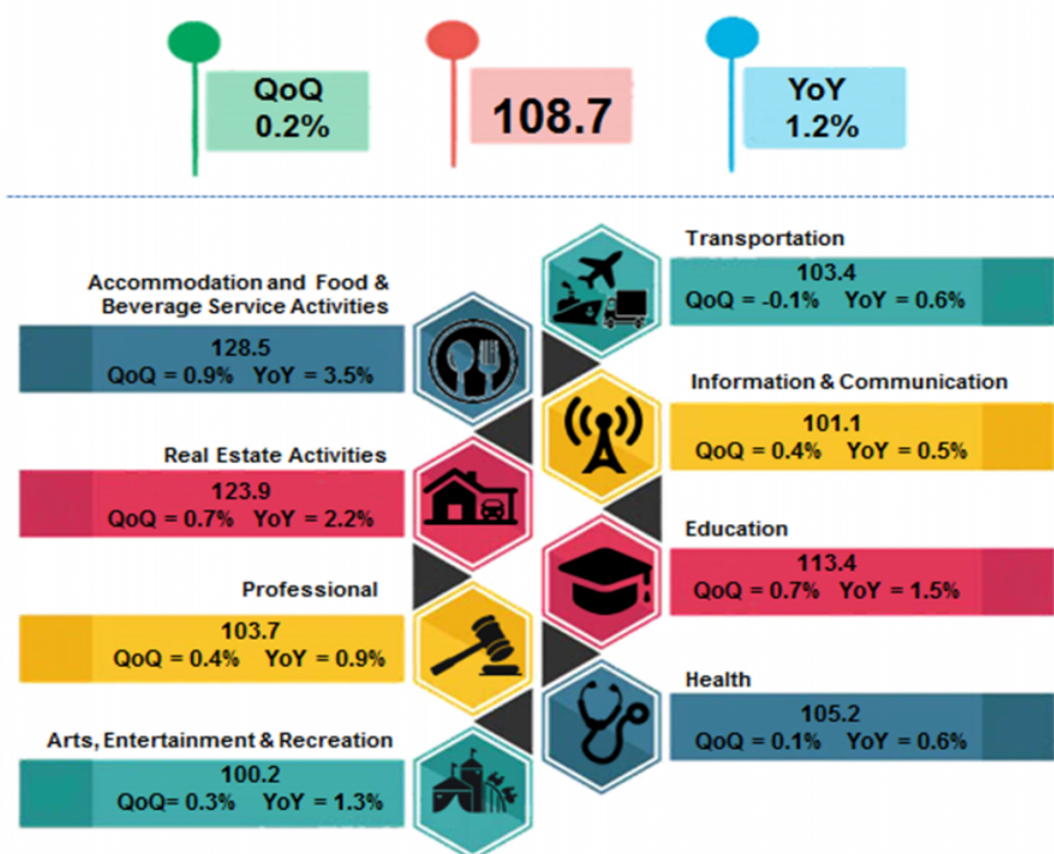 QoQ
0.2%
108.7
YoY
1.2%
Accommodation and Food &
Beverage Service Activities
128.5
QoQ = 0.9% YoY = 3.5%
Real Estate Activities
123.9
QoQ = 0.7% YoY = 2.2%
Professional
103.7
QoQ = 0.4% YoY = 0.9%
Arts, Entertainment & Recreation
100.2
QoQ= 0.3% YoY = 1.3%
Transportation
103.4
QoQ = -0.1% YoY = 0.6%
Information & Communication
101.1
QoQ = 0.4% YoY = 0.5%
Education
113.4
QoQ = 0.7% YoY = 1.5%
Health
105.2
QoQ = 0.1% YoY = 0.6%